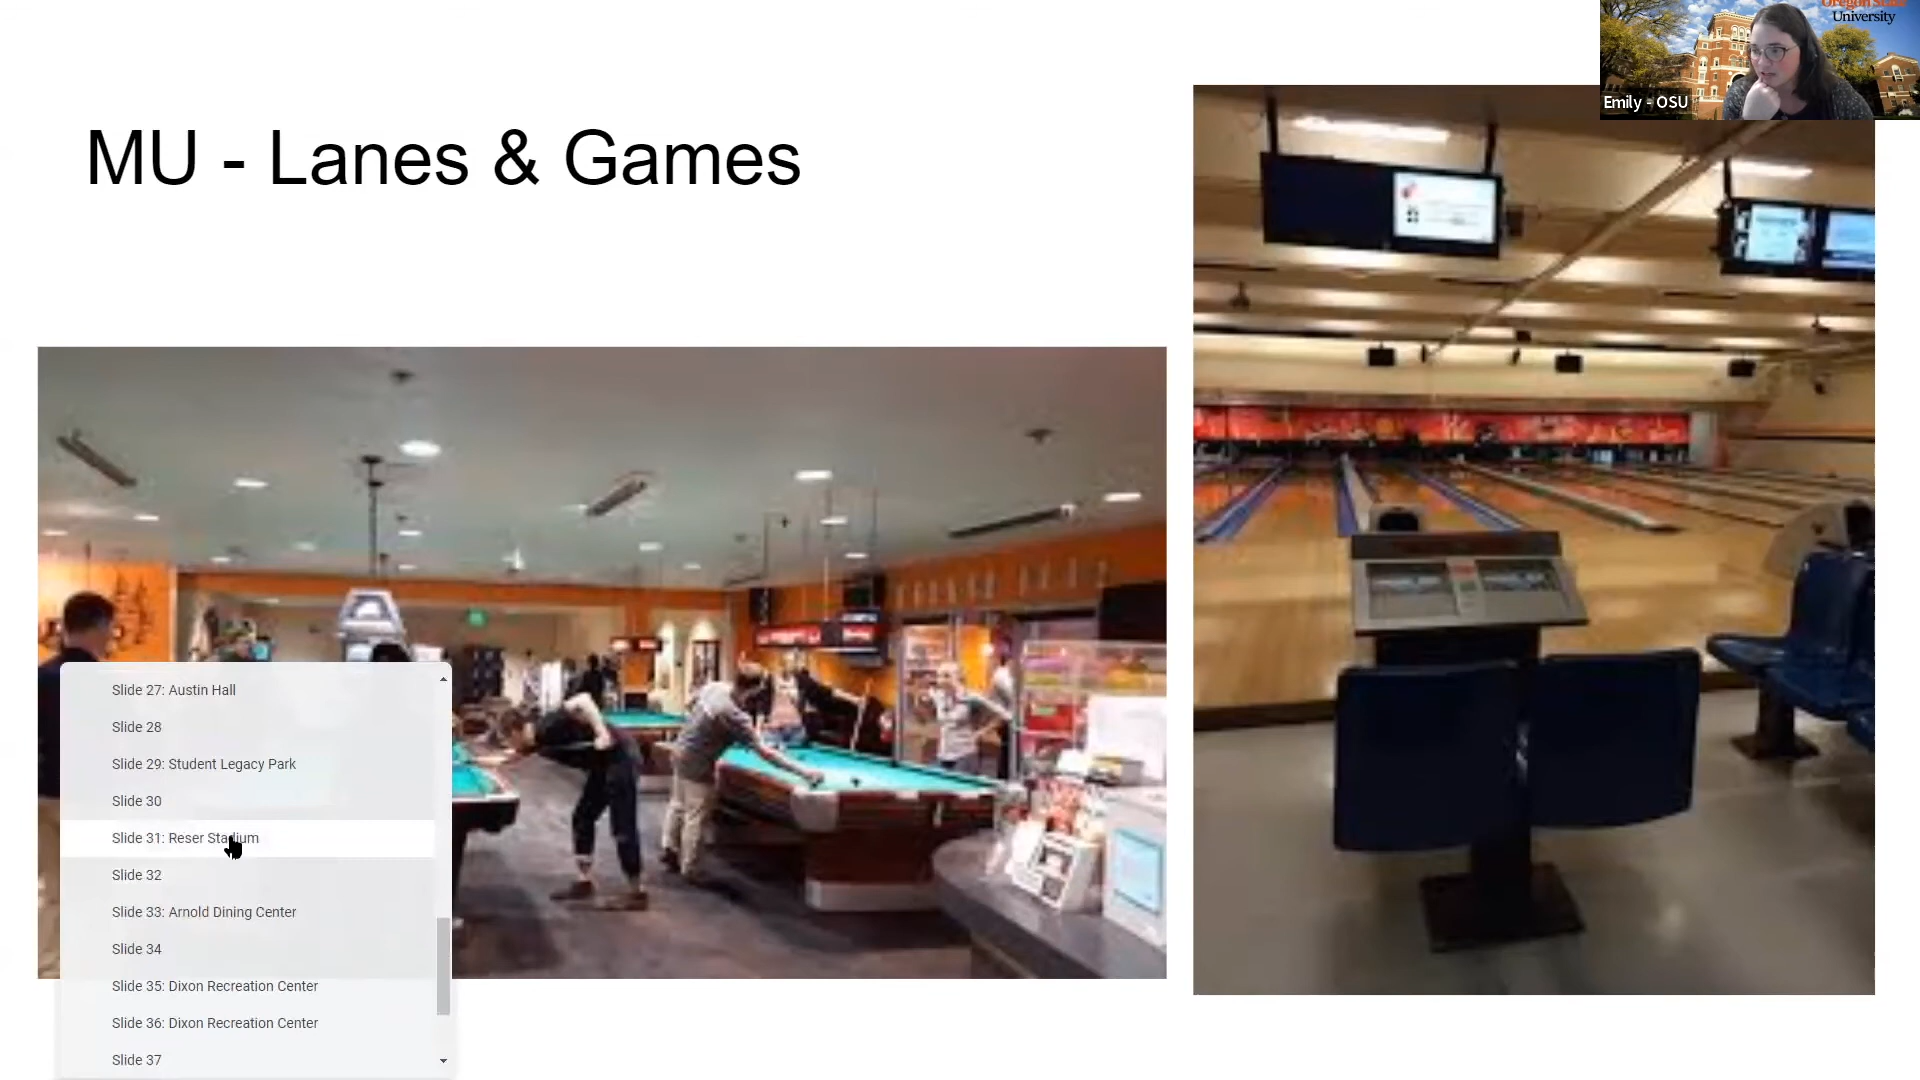 Oregon State
University
Emily - OSU
MU - Lanes & Games
Slide 27: Austin Hall
Slide 28
Slide 29: Student Legacy Park
Slide 30
Slide 31: Reser Stadium
Slide 32
Slide 33: Arnold Dining Center
Slide 34
Slide 35: Dixon Recreation Center
Slide 36: Dixon Recreation Center
Slide 37